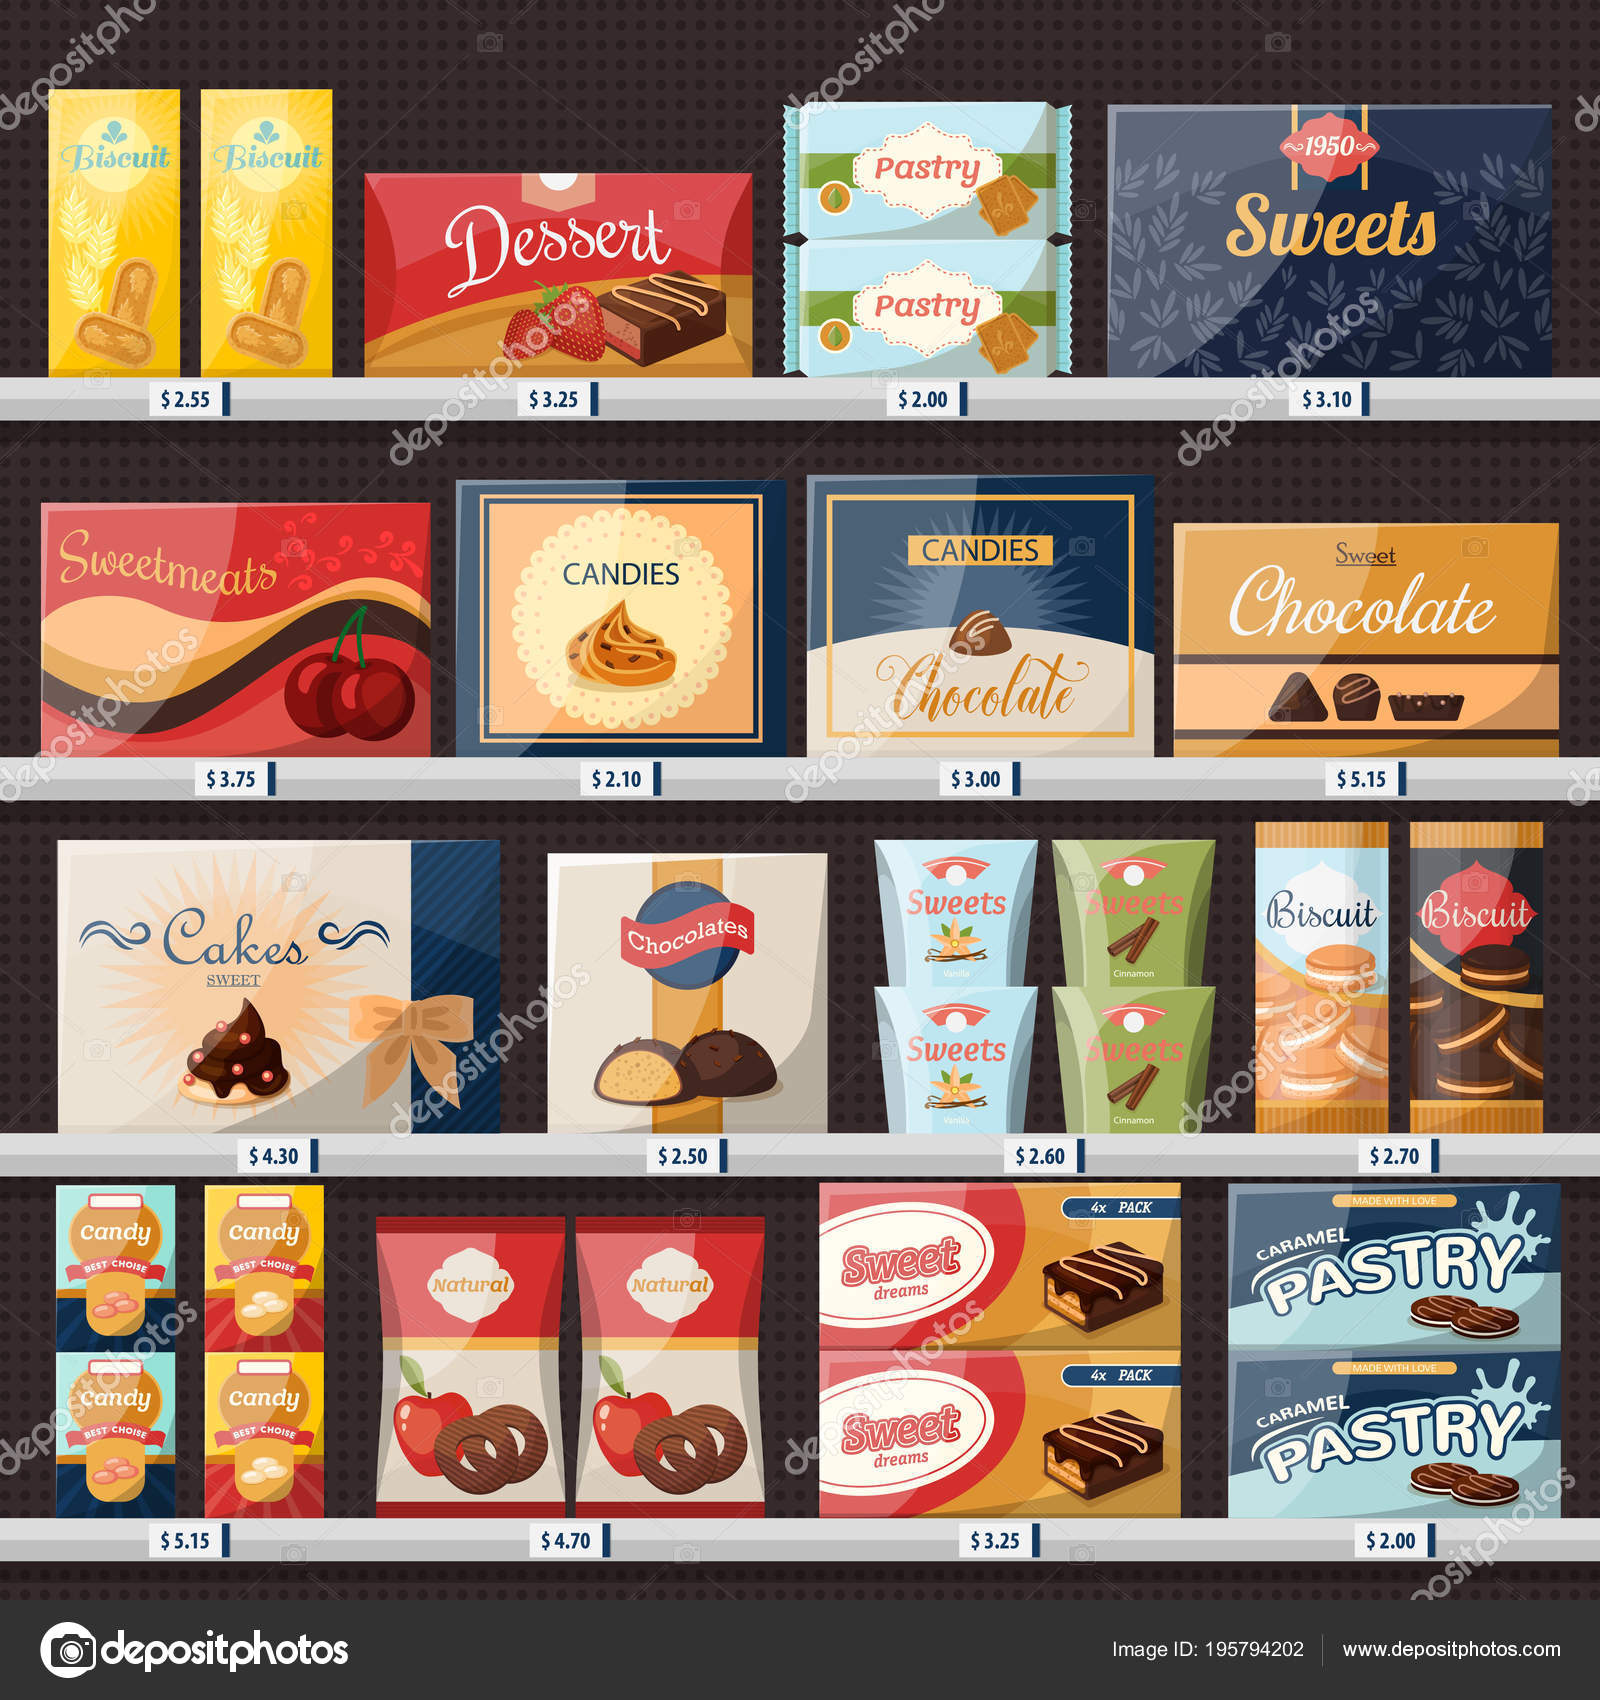 Biscuit
Biscuit
Dessert
Pastry
Pastry
1950
Sweets
$ 2.55
$ 3.25
$ 2.00
$ 3.10
Sweetmeats
CANDIES
CANDIES
Chocolate
Sweet
Chocolate
$ 3.75
$ 2.10
$ 3.00
$ 5.15
Cakes
SWEET
Chocolates
Sweets
Vanilla
Sweets
Cinnamon
Sweets
Vanilla
Sweets
Cinnamon
Biscuit
Biscuit
$ 4.30
$ 2.50
$ 2.60
$ 2.70
Candy
BEST CHOISE
Candy
BEST CHOISE
Candy
BEST CHOISE
Candy
BEST CHOISE
Natural
Natural
4x PACK
Sweet
dreams
4x PACK
Sweet
dreams
MADE WITH LOVE
CARAMEL
PASTRY
MADE WITH LOVE
CARAMEL
PASTRY
$ 5.15
$ 4.70
$ 3.25
$ 2.00
depositphotos
Image ID: 195794202
www.depositphotos.com